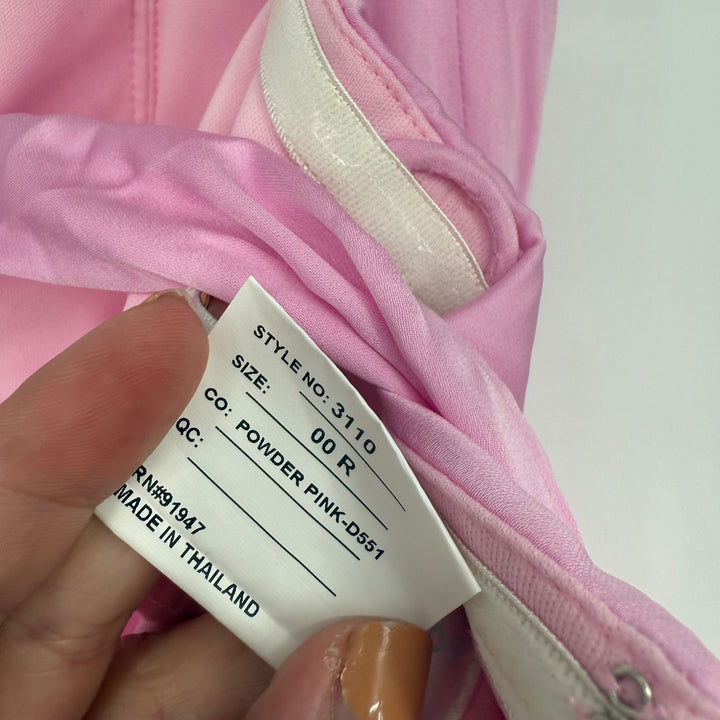 STYLE NO: 3110
SIZE: 00 R
CO: POWDER PINK-D551
QC:
RN#91947
MADE IN THAILAND